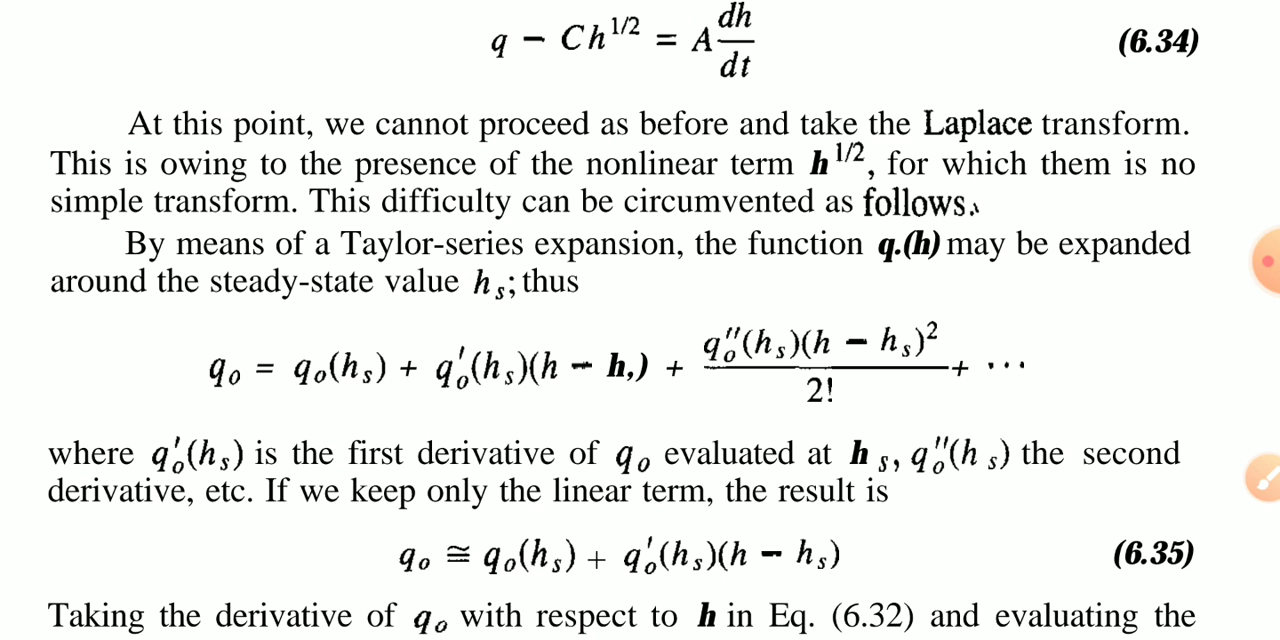 q − Ch^{1/2} = A dh/dt (6.34)
At this point, we cannot proceed as before and take the Laplace transform.
This is owing to the presence of the nonlinear term h^{1/2}, for which them is no
simple transform. This difficulty can be circumvented as follows.
By means of a Taylor-series expansion, the function q.(h) may be expanded
around the steady-state value h_s; thus
q_o = q_o(h_s) + q_o′(h_s)(h − h,) + q_o″(h_s)(h − h_s)²/2! + ···
where q_o′(h_s) is the first derivative of q_o evaluated at h_s, q_o″(h_s) the second
derivative, etc. If we keep only the linear term, the result is
q_o ≅ q_o(h_s) + q_o′(h_s)(h − h_s) (6.35)
Taking the derivative of q_o with respect to h in Eq. (6.32) and evaluating the